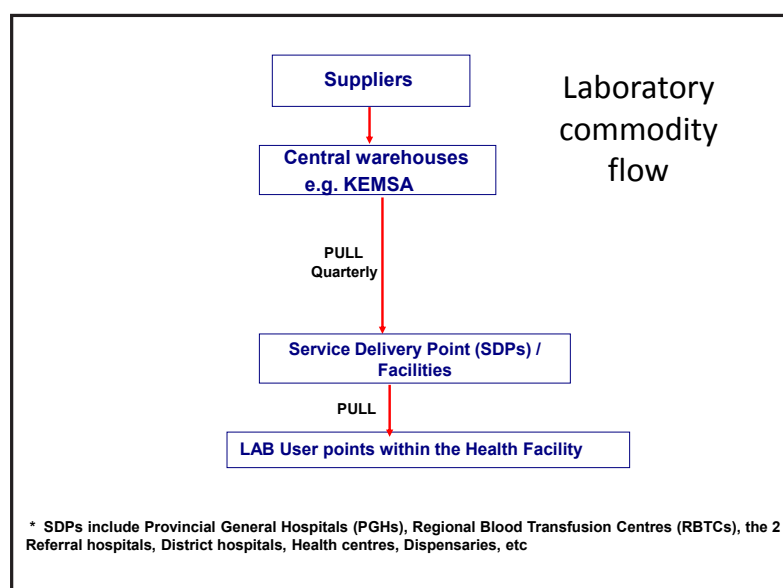 Suppliers
Laboratory
commodity
flow
Central warehouses
e.g. KEMSA
PULL
Quarterly
Service Delivery Point (SDPs) /
Facilities
PULL
LAB User points within the Health Facility
* SDPs include Provincial General Hospitals (PGHs), Regional Blood Transfusion Centres (RBTCs), the 2
Referral hospitals, District hospitals, Health centres, Dispensaries, etc